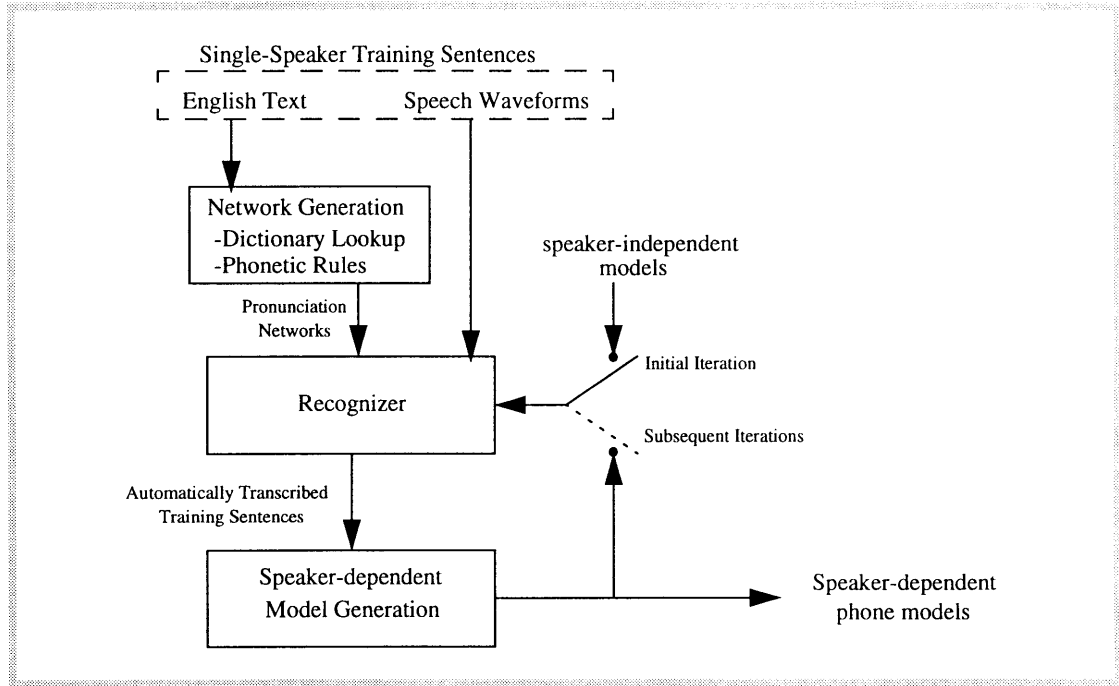 Single-Speaker Training Sentences
English Text
Speech Waveforms
Network Generation
-Dictionary Lookup
-Phonetic Rules
speaker-independent
models
Pronunciation
Networks
Initial Iteration
Recognizer
Subsequent Iterations
Automatically Transcribed
Training Sentences
Speaker-dependent
Model Generation
Speaker-dependent
phone models